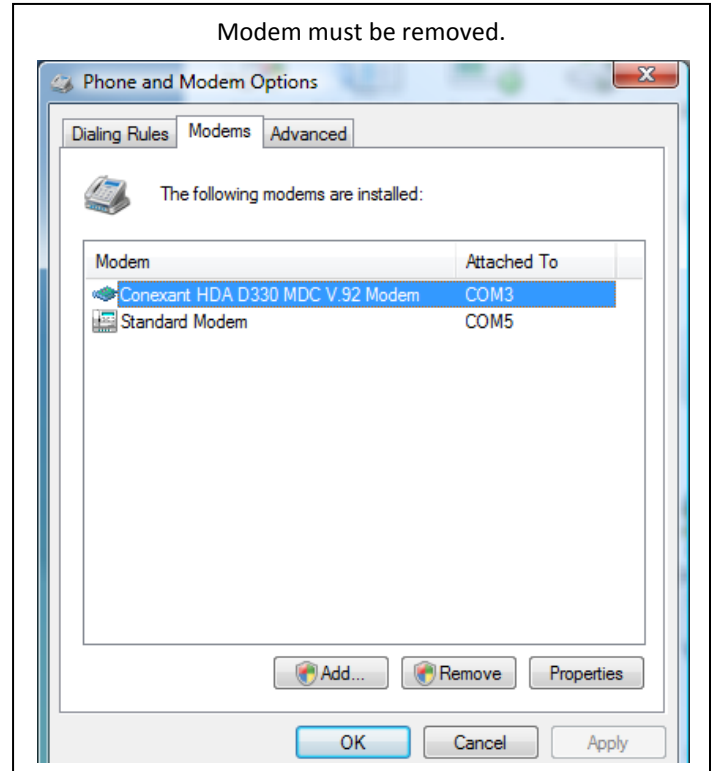 Modem must be removed.
Phone and Modem Options
Dialing Rules Modems Advanced
The following modems are installed:
Modem Attached To
Conexant HDA D330 MDC V.92 Modem COM3
Standard Modem COM5
Add... Remove Properties
OK Cancel Apply